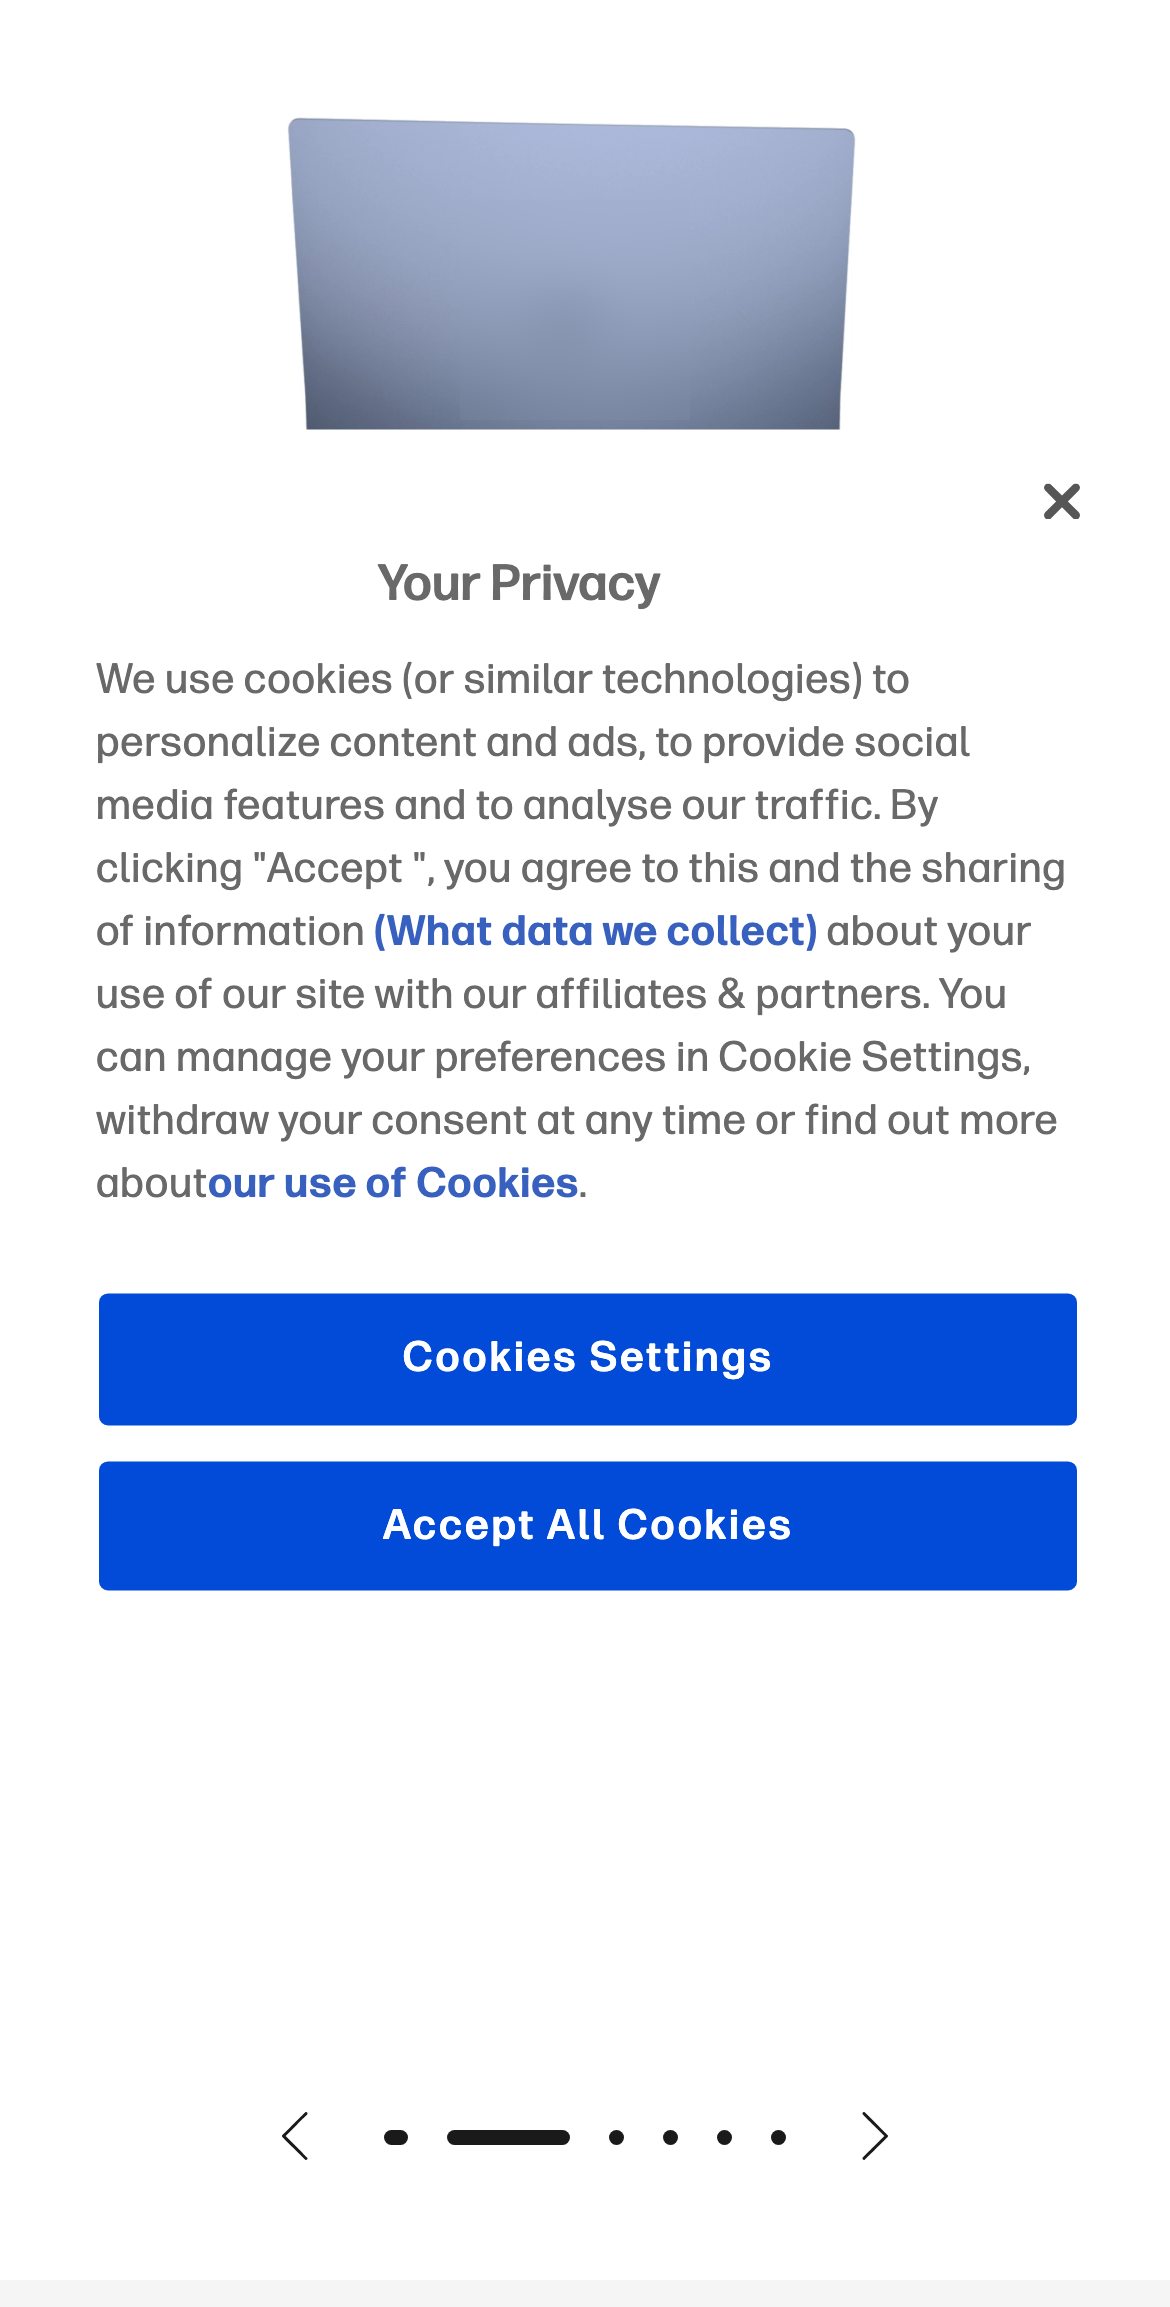 Your Privacy
We use cookies (or similar technologies) to
personalize content and ads, to provide social
media features and to analyse our traffic. By
clicking "Accept ", you agree to this and the sharing
of information (What data we collect) about your
use of our site with our affiliates & partners. You
can manage your preferences in Cookie Settings,
withdraw your consent at any time or find out more
aboutour use of Cookies.
Cookies Settings
Accept All Cookies